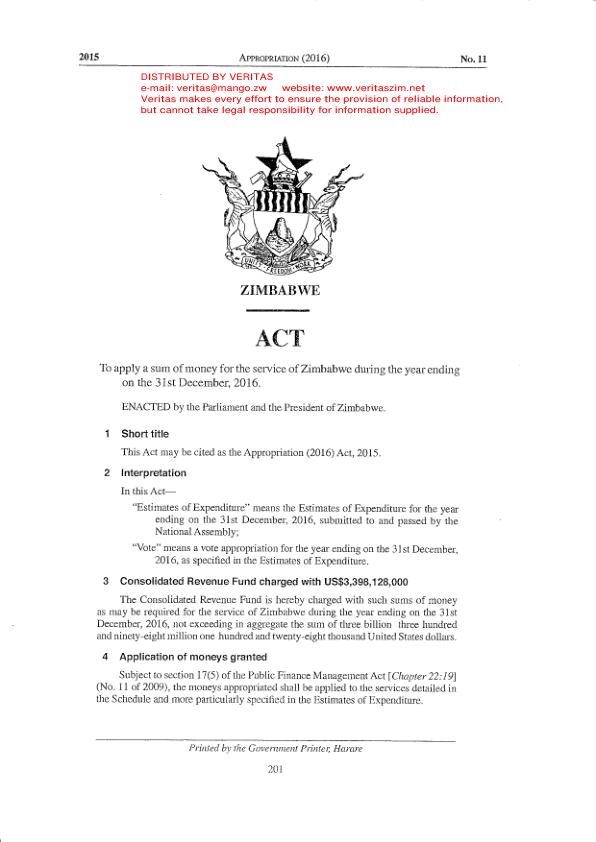 2015 APPROPRIATION (2016) No. 11
DISTRIBUTED BY VERITAS
e-mail: veritas@mango.zw website: www.veritaszim.net
Veritas makes every effort to ensure the provision of reliable information,
but cannot take legal responsibility for information supplied.
UNITY FREEDOM WORK
ZIMBABWE
ACT
To apply a sum of money for the service of Zimbabwe during the year ending
on the 31st December, 2016.
ENACTED by the Parliament and the President of Zimbabwe.
1 Short title
This Act may be cited as the Appropriation (2016) Act, 2015.
2 Interpretation
In this Act—
“Estimates of Expenditure” means the Estimates of Expenditure for the year
ending on the 31st December, 2016, submitted to and passed by the
National Assembly;
“Vote” means a vote appropriation for the year ending on the 31st December,
2016, as specified in the Estimates of Expenditure.
3 Consolidated Revenue Fund charged with US$3,398,128,000
The Consolidated Revenue Fund is hereby charged with such sums of money
as may be required for the service of Zimbabwe during the year ending on the 31st
December, 2016, not exceeding in aggregate the sum of three billion three hundred
and ninety-eight million one hundred and twenty-eight thousand United States dollars.
4 Application of moneys granted
Subject to section 17(5) of the Public Finance Management Act [Chapter 22:19]
(No. 11 of 2009), the moneys appropriated shall be applied to the services detailed in
the Schedule and more particularly specified in the Estimates of Expenditure.
Printed by the Government Printer, Harare
201